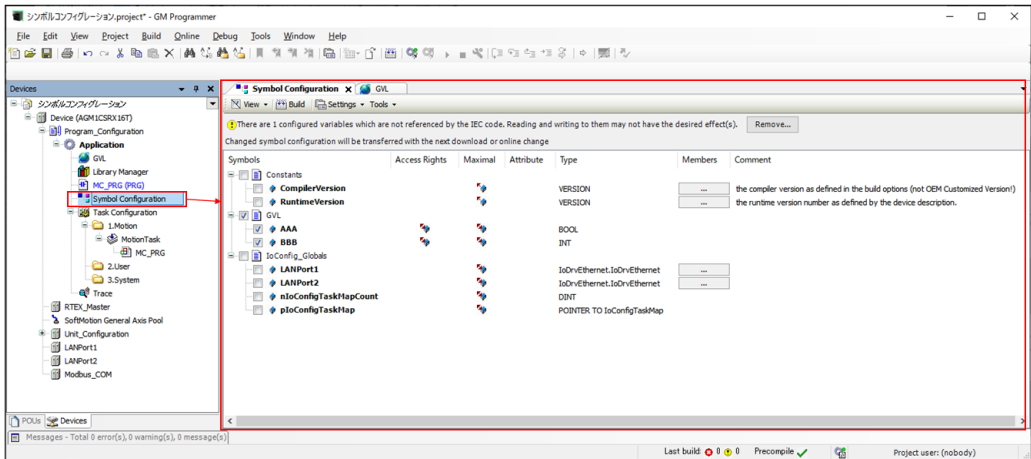 シンボルコンフィグレーション.project* - GM Programmer
File Edit View Project Build Online Debug Tools Window Help
Devices
シンボルコンフィグレーション
Device (AGM1CSRX16T)
Program_Configuration
Application
GVL
Library Manager
MC_PRG (PRG)
Symbol Configuration
Task Configuration
1.Motion
MotionTask
MC_PRG
2.User
3.System
Trace
RTEX_Master
SoftMotion General Axis Pool
Unit_Configuration
LANPort1
LANPort2
Modbus_COM
POUs Devices
Symbol Configuration GVL
View Build Settings Tools
There are 1 configured variables which are not referenced by the IEC code. Reading and writing to them may not have the desired effect(s). Remove...
Changed symbol configuration will be transferred with the next download or online change
Symbols Access Rights Maximal Attribute Type Members Comment
Constants
CompilerVersion VERSION ... the compiler version as defined in the build options (not OEM Customized Version!)
RuntimeVersion VERSION ... the runtime version number as defined by the device description.
GVL
AAA BOOL
BBB INT
IoConfig_Globals
LANPort1 IoDrvEthernet.IoDrvEthernet ...
LANPort2 IoDrvEthernet.IoDrvEthernet ...
nIoConfigTaskMapCount DINT
pIoConfigTaskMap POINTER TO IoConfigTaskMap
Messages - Total 0 error(s), 0 warning(s), 0 message(s)
Last build: 0 0 Precompile Project user: (nobody)